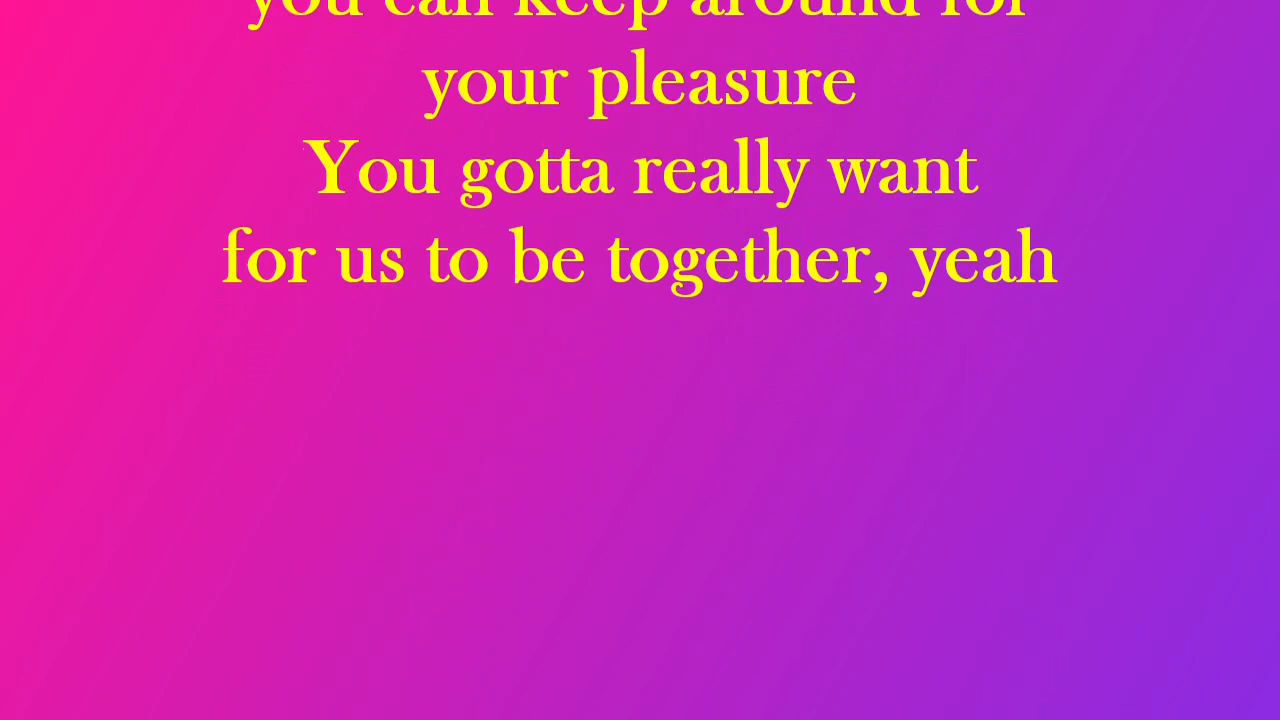 you can keep around for
your pleasure
You gotta really want
for us to be together, yeah